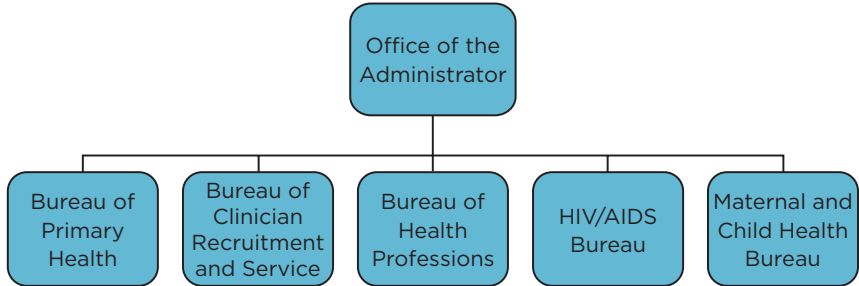 Office of the
Administrator
Bureau of
Primary
Health
Bureau of
Clinician
Recruitment
and Service
Bureau of
Health
Professions
HIV/AIDS
Bureau
Maternal and
Child Health
Bureau